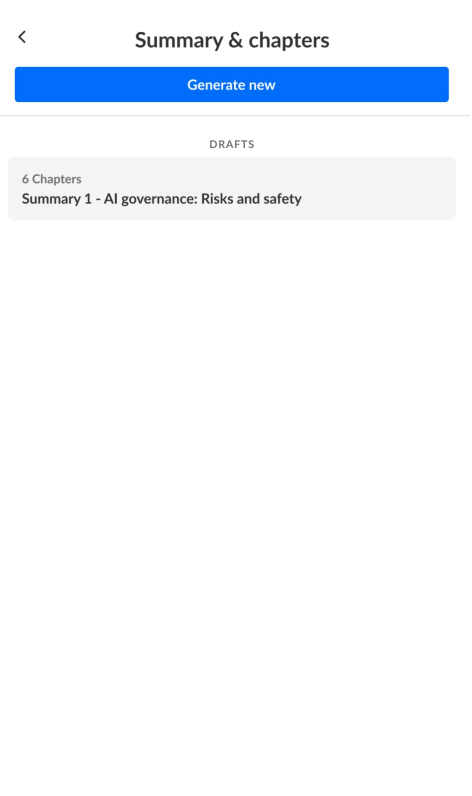 Summary & chapters
Generate new
DRAFTS
6 Chapters
Summary 1 - AI governance: Risks and safety